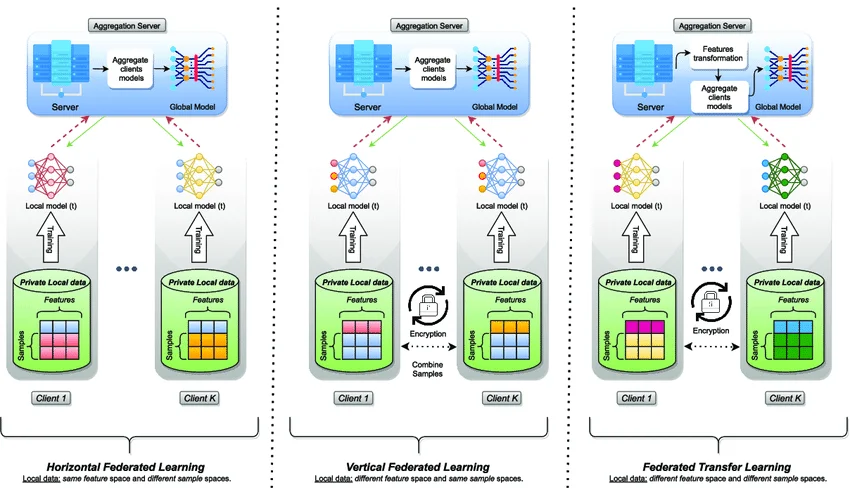 Aggregation Server
Aggregate
clients
models
Server
Global Model
Local model (t)
Local model (t)
Training
Training
Private Local data
Features
Samples
Private Local data
Features
Samples
Client 1
Client K
Horizontal Federated Learning
Local data: same feature space and different sample spaces.
Aggregation Server
Aggregate
clients
models
Server
Global Model
Local model (t)
Local model (t)
Training
Training
Private Local data
Features
Samples
Encryption
Combine
Samples
Private Local data
Features
Samples
Client 1
Client K
Vertical Federated Learning
Local data: different feature space and same sample spaces.
Aggregation Server
Features
transformation
Aggregate
clients
models
Server
Global Model
Local model (t)
Local model (t)
Training
Training
Private Local data
Features
Samples
Encryption
Private Local data
Features
Samples
Client 1
Client K
Federated Transfer Learning
Local data: different feature space and different sample spaces.